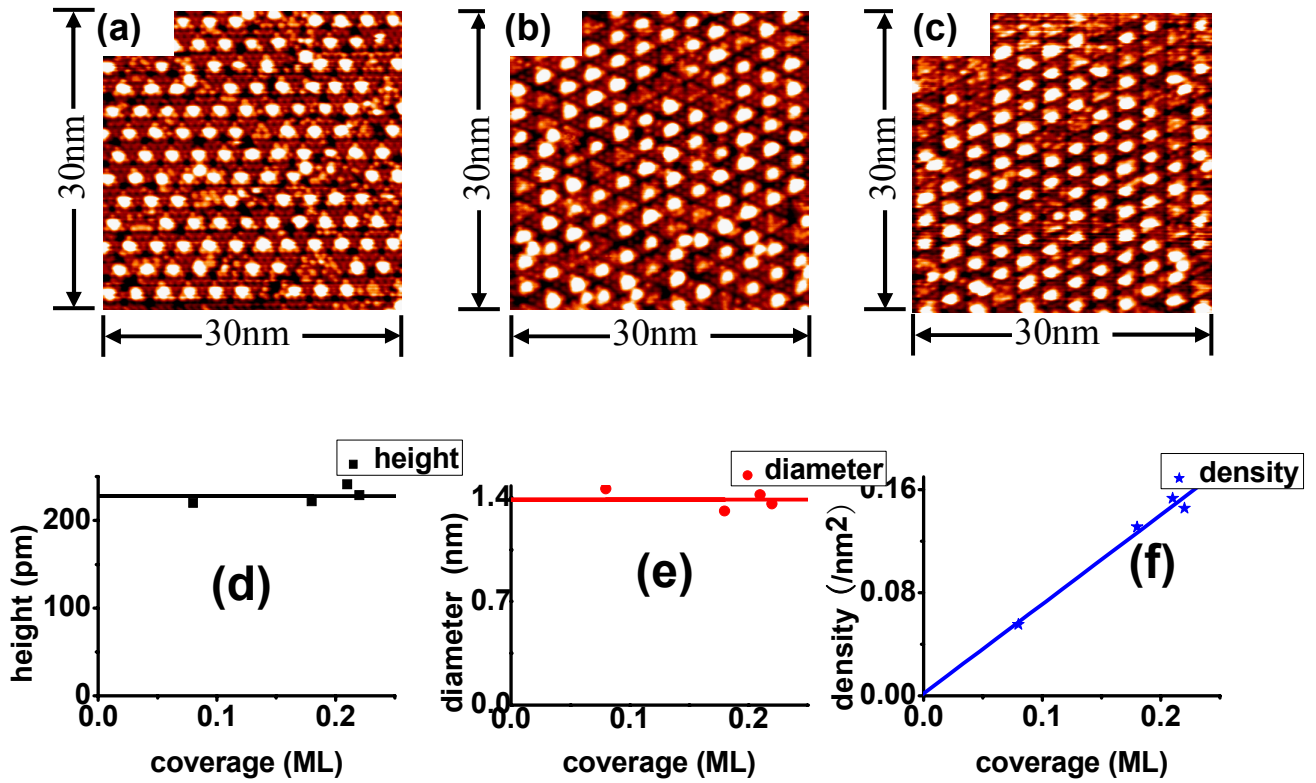 (a)
(b)
(c)
30nm
30nm
30nm
30nm
30nm
30nm
height
diameter
density
200
100
0
0.0
0.1
0.2
height (pm)
coverage (ML)
(d)
1.4
0.7
0.0
0.0
0.1
0.2
diameter (nm)
coverage (ML)
(e)
0.16
0.08
0.00
0.0
0.1
0.2
density (/nm2)
coverage (ML)
(f)